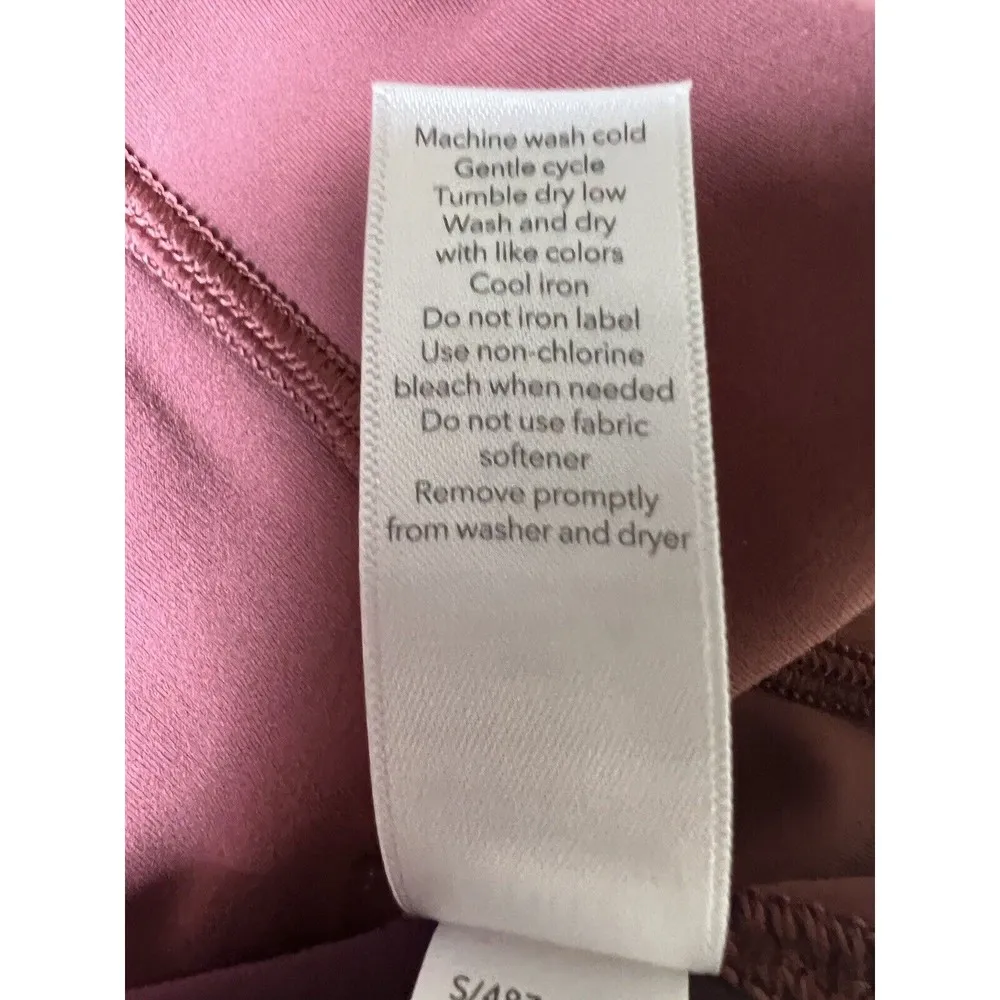 Machine wash cold
Gentle cycle
Tumble dry low
Wash and dry
with like colors
Cool iron
Do not iron label
Use non-chlorine
bleach when needed
Do not use fabric
softener
Remove promptly
from washer and dryer